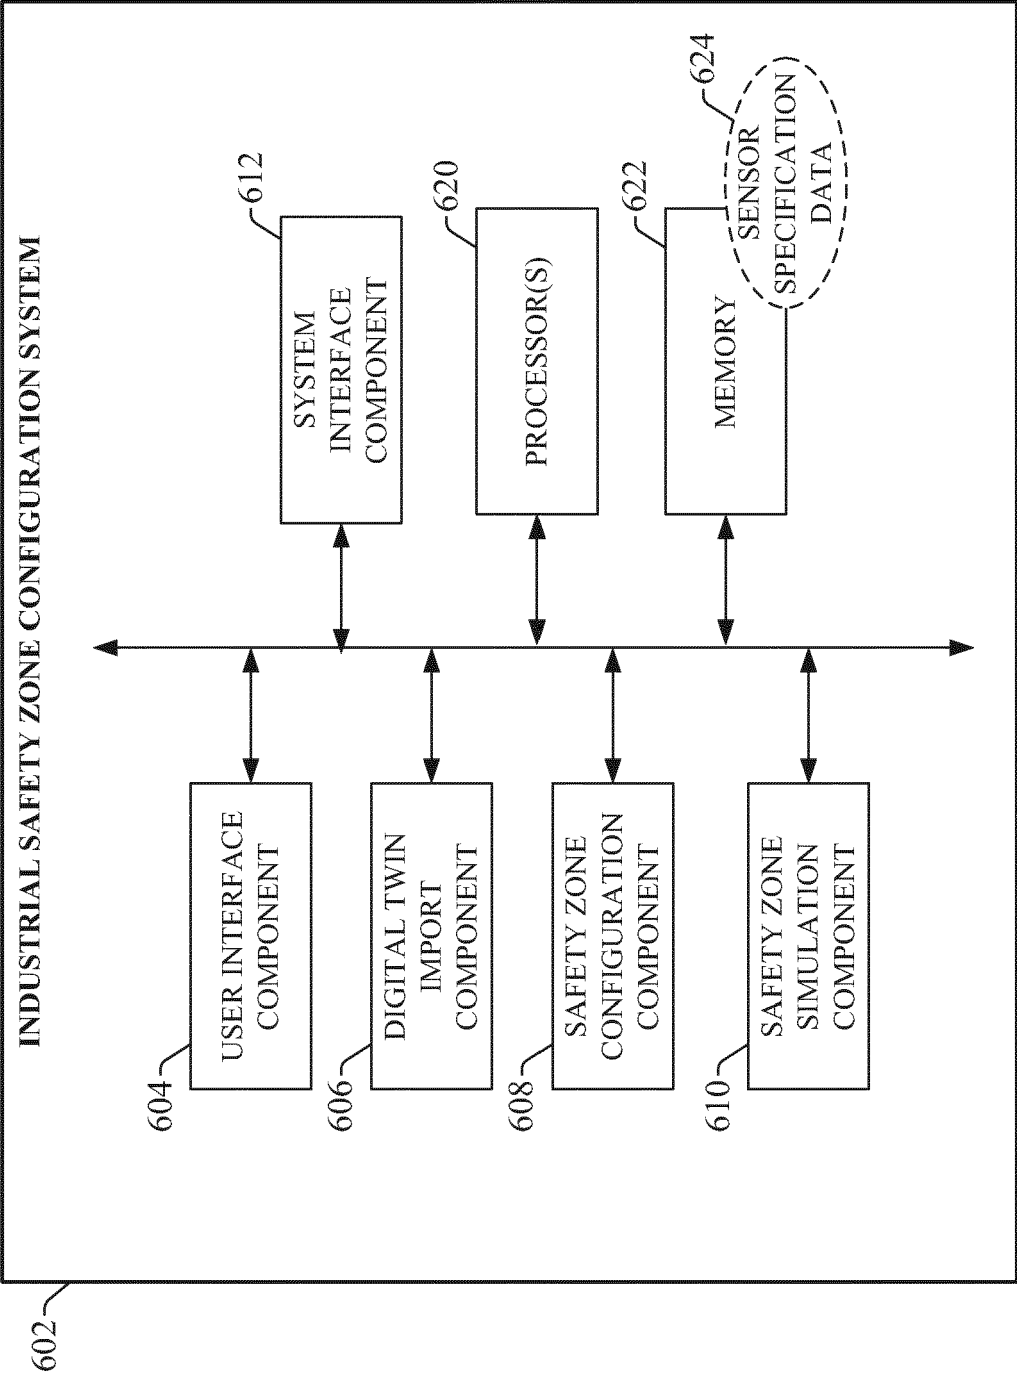 INDUSTRIAL SAFETY ZONE CONFIGURATION SYSTEM
602
604
USER INTERFACE
COMPONENT
606
DIGITAL TWIN
IMPORT
COMPONENT
608
SAFETY ZONE
CONFIGURATION
COMPONENT
610
SAFETY ZONE
SIMULATION
COMPONENT
612
SYSTEM
INTERFACE
COMPONENT
620
PROCESSOR(S)
622
MEMORY
624
SENSOR
SPECIFICATION
DATA